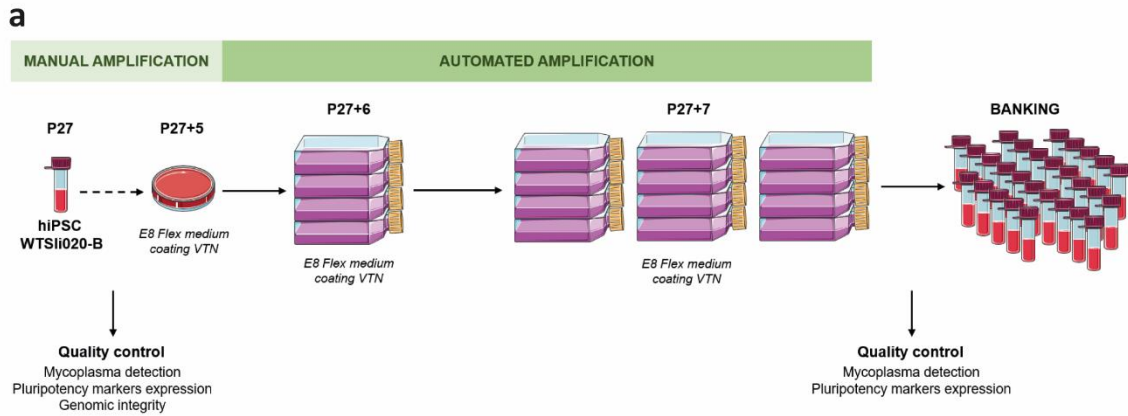 a
MANUAL AMPLIFICATION
AUTOMATED AMPLIFICATION
P27
P27+5
P27+6
P27+7
BANKING
hiPSC
WTSIi020-B
E8 Flex medium
coating VTN
E8 Flex medium
coating VTN
E8 Flex medium
coating VTN
Quality control
Mycoplasma detection
Pluripotency markers expression
Genomic integrity
Quality control
Mycoplasma detection
Pluripotency markers expression